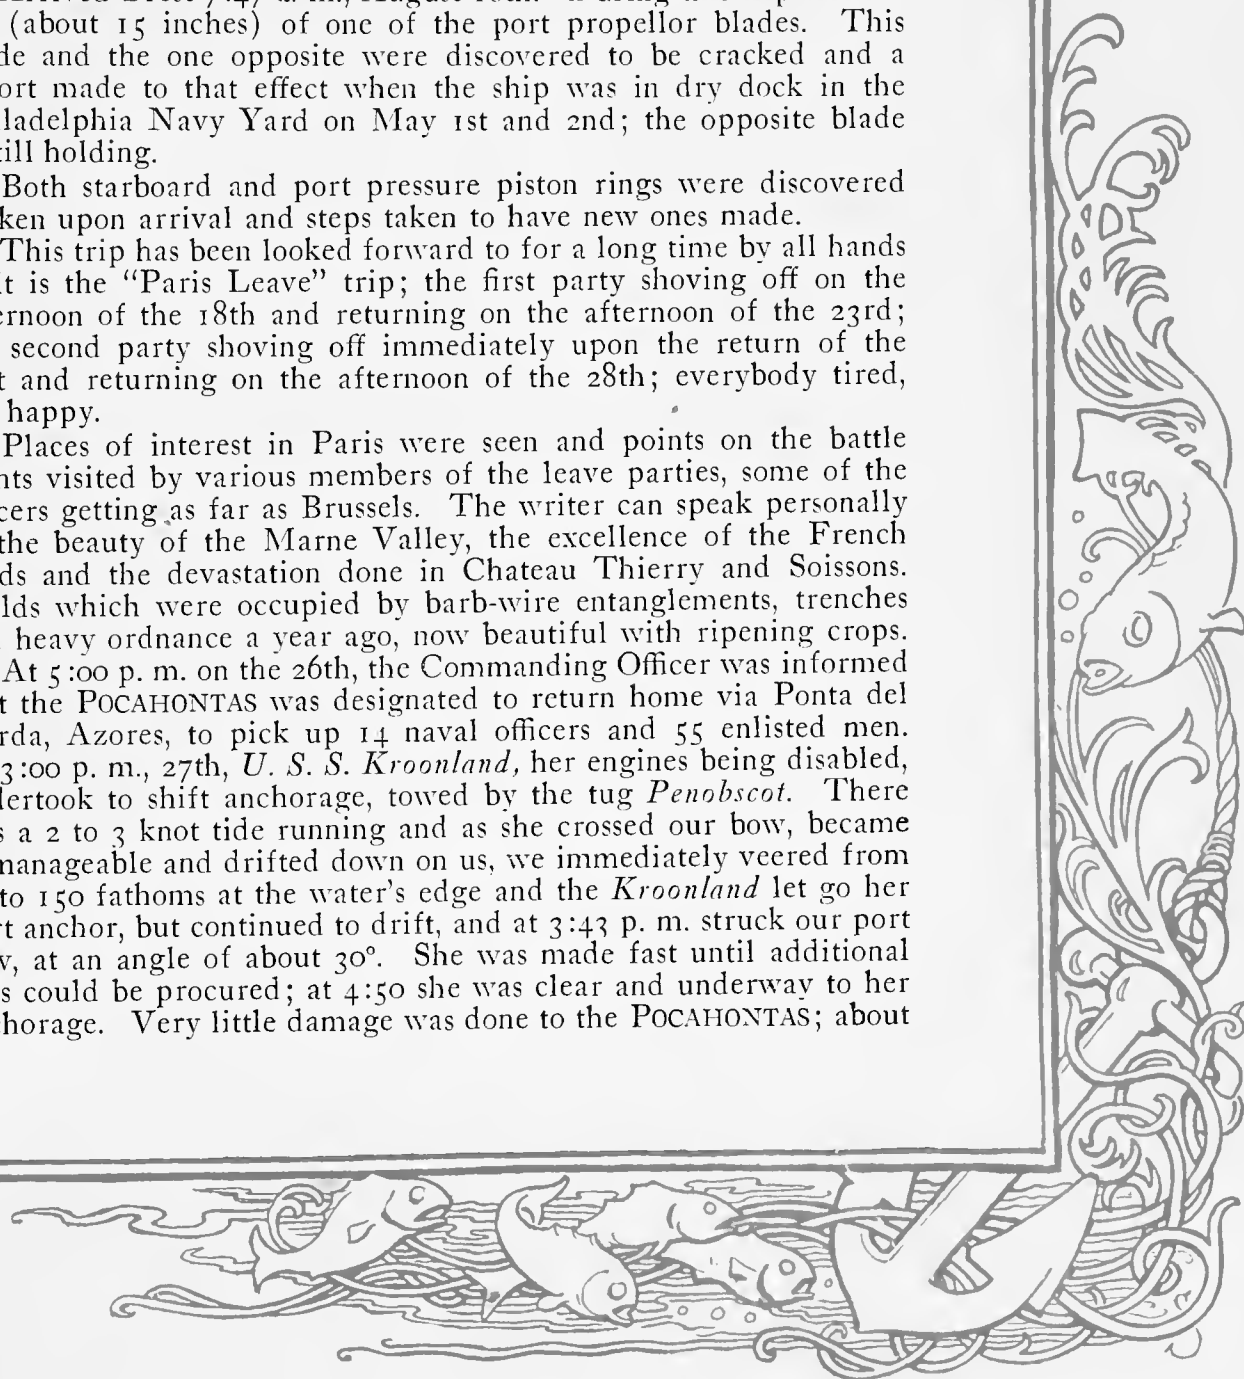 (about 15 inches) of one of the port propellor blades. This
de and the one opposite were discovered to be cracked and a
ort made to that effect when the ship was in dry dock in the
ladelphia Navy Yard on May 1st and 2nd; the opposite blade
till holding.
Both starboard and port pressure piston rings were discovered
ken upon arrival and steps taken to have new ones made.
This trip has been looked forward to for a long time by all hands
t is the “Paris Leave” trip; the first party shoving off on the
ernoon of the 18th and returning on the afternoon of the 23rd;
second party shoving off immediately upon the return of the
t and returning on the afternoon of the 28th; everybody tired,
happy.
Places of interest in Paris were seen and points on the battle
nts visited by various members of the leave parties, some of the
cers getting as far as Brussels. The writer can speak personally
the beauty of the Marne Valley, the excellence of the French
ds and the devastation done in Chateau Thierry and Soissons.
lds which were occupied by barb-wire entanglements, trenches
heavy ordnance a year ago, now beautiful with ripening crops.
At 5:00 p. m. on the 26th, the Commanding Officer was informed
t the POCAHONTAS was designated to return home via Ponta del
rda, Azores, to pick up 14 naval officers and 55 enlisted men.
3:00 p. m., 27th, U. S. S. Kroonland, her engines being disabled,
dertook to shift anchorage, towed by the tug Penobscot. There
s a 2 to 3 knot tide running and as she crossed our bow, became
manageable and drifted down on us, we immediately veered from
to 150 fathoms at the water's edge and the Kroonland let go her
rt anchor, but continued to drift, and at 3:43 p. m. struck our port
w, at an angle of about 30°. She was made fast until additional
s could be procured; at 4:50 she was clear and underway to her
horage. Very little damage was done to the POCAHONTAS; about